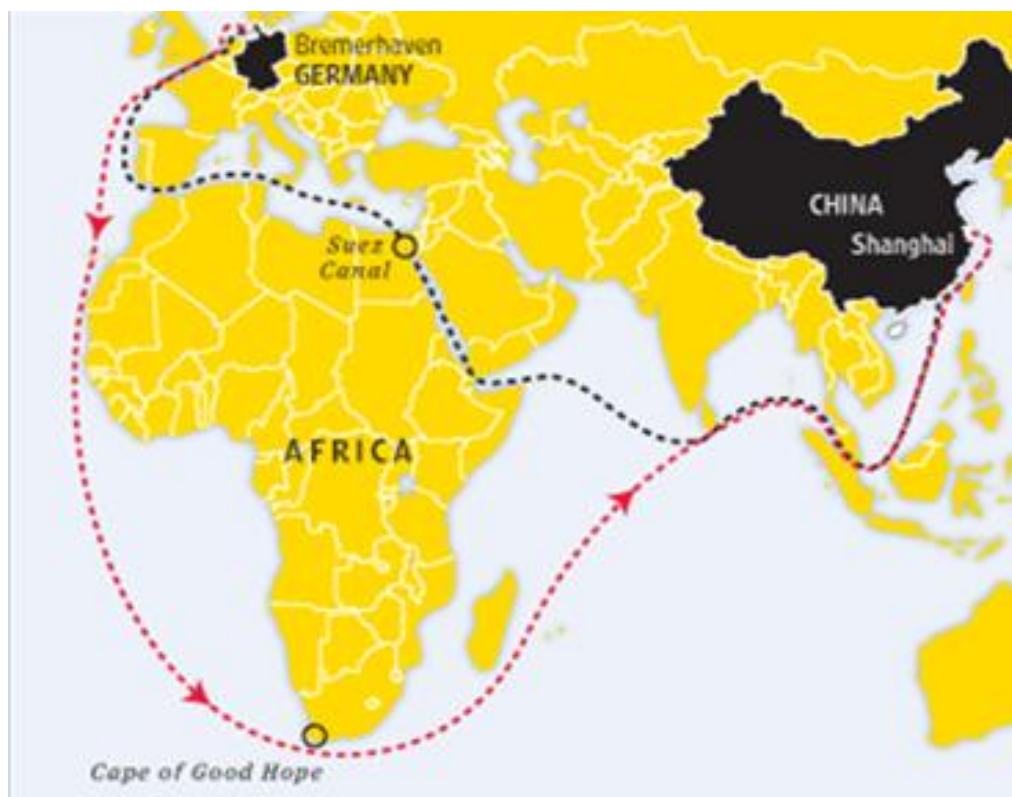 Bremerhaven
GERMANY
CHINA
Shanghai
Suez
Canal
AFRICA
Cape of Good Hope